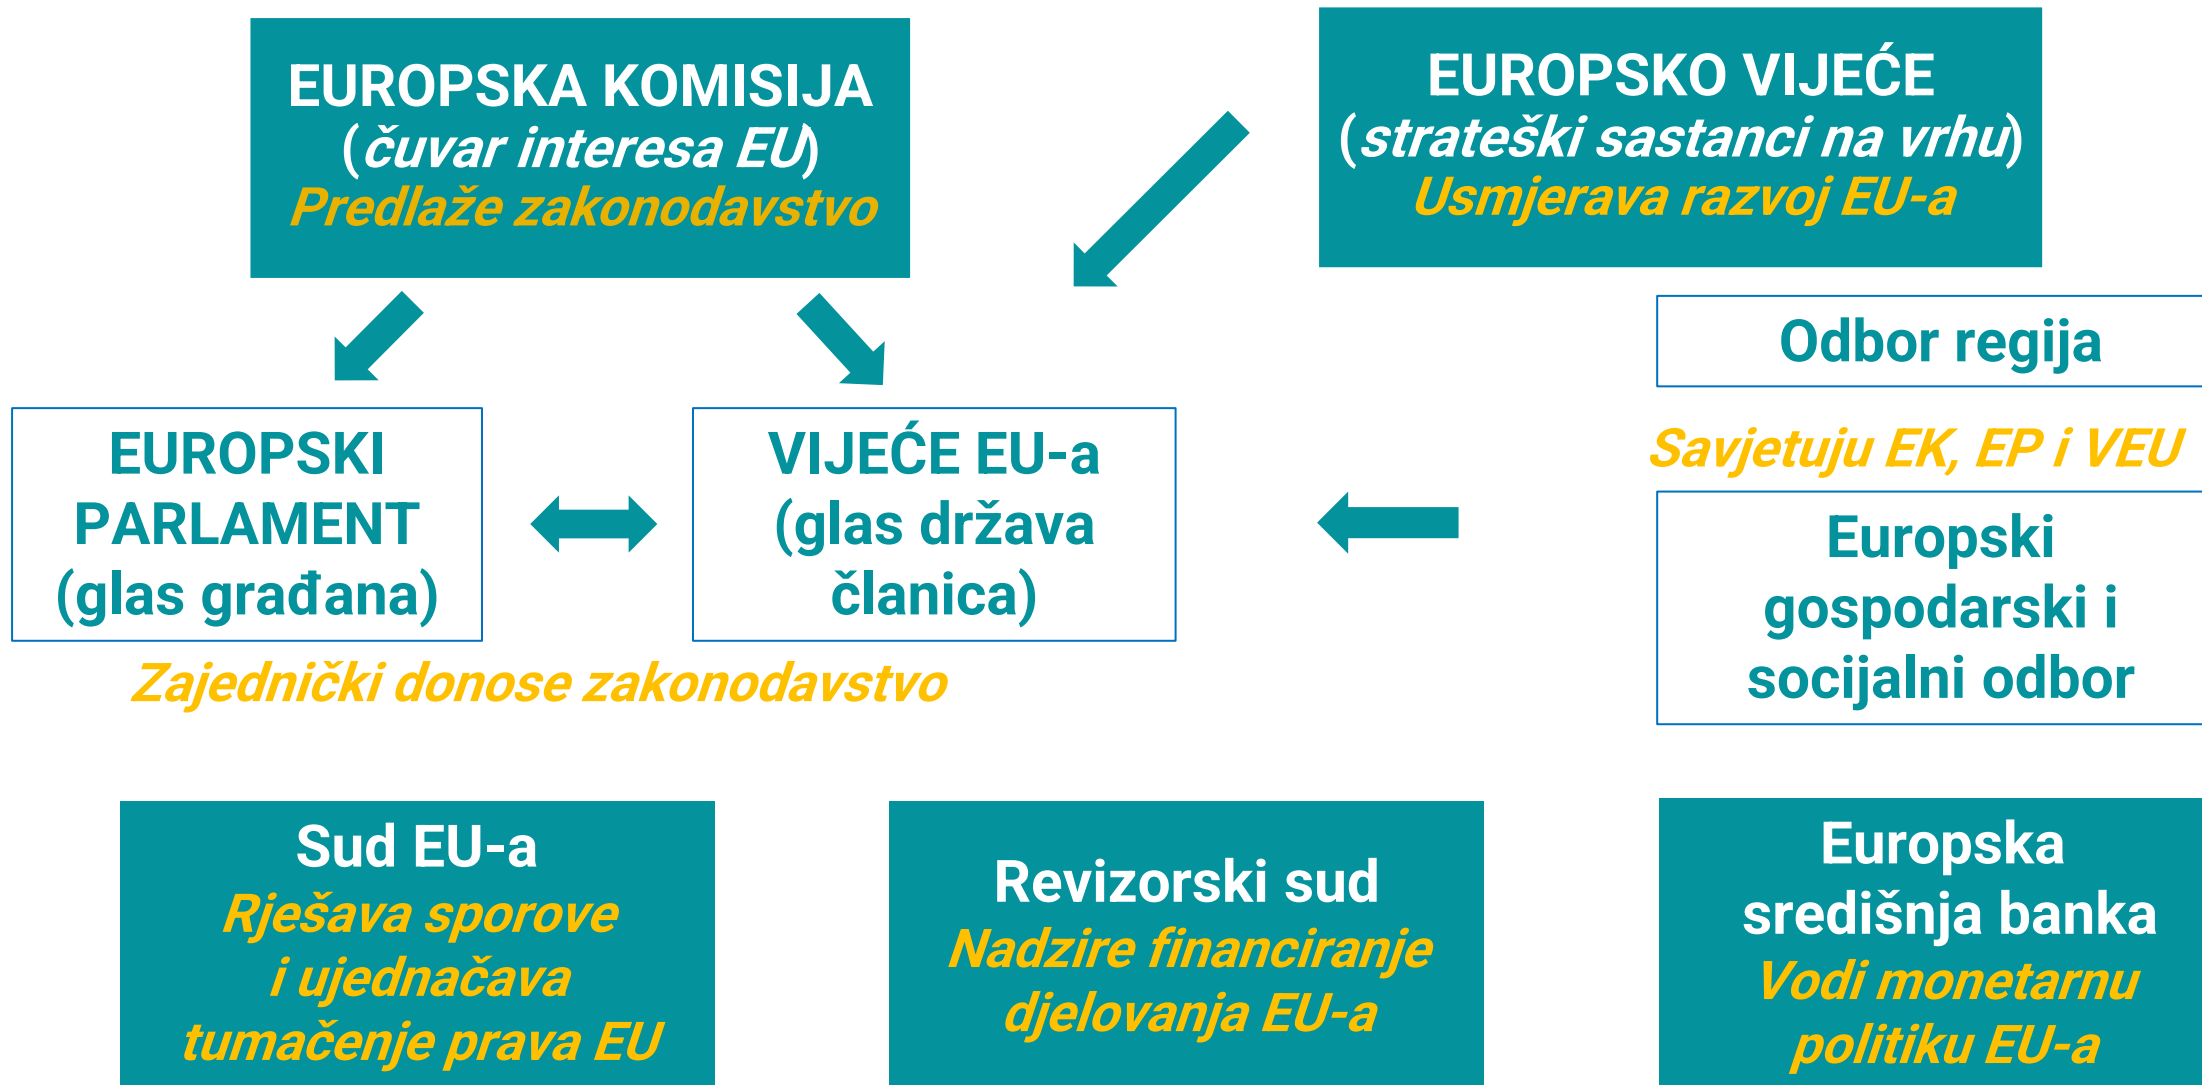 EUROPSKA KOMISIJA
(čuvar interesa EU)
Predlaže zakonodavstvo
EUROPSKO VIJEĆE
(strateški sastanci na vrhu)
Usmjerava razvoj EU-a
Odbor regija
EUROPSKI
PARLAMENT
(glas građana)
VIJEĆE EU-a
(glas država
članica)
Savjetuju EK, EP i VEU
Europski
gospodarski i
socijalni odbor
Zajednički donose zakonodavstvo
Sud EU-a
Rješava sporove
i ujednačava
tumačenje prava EU
Revizorski sud
Nadzire financiranje
djelovanja EU-a
Europska
središnja banka
Vodi monetarnu
politiku EU-a